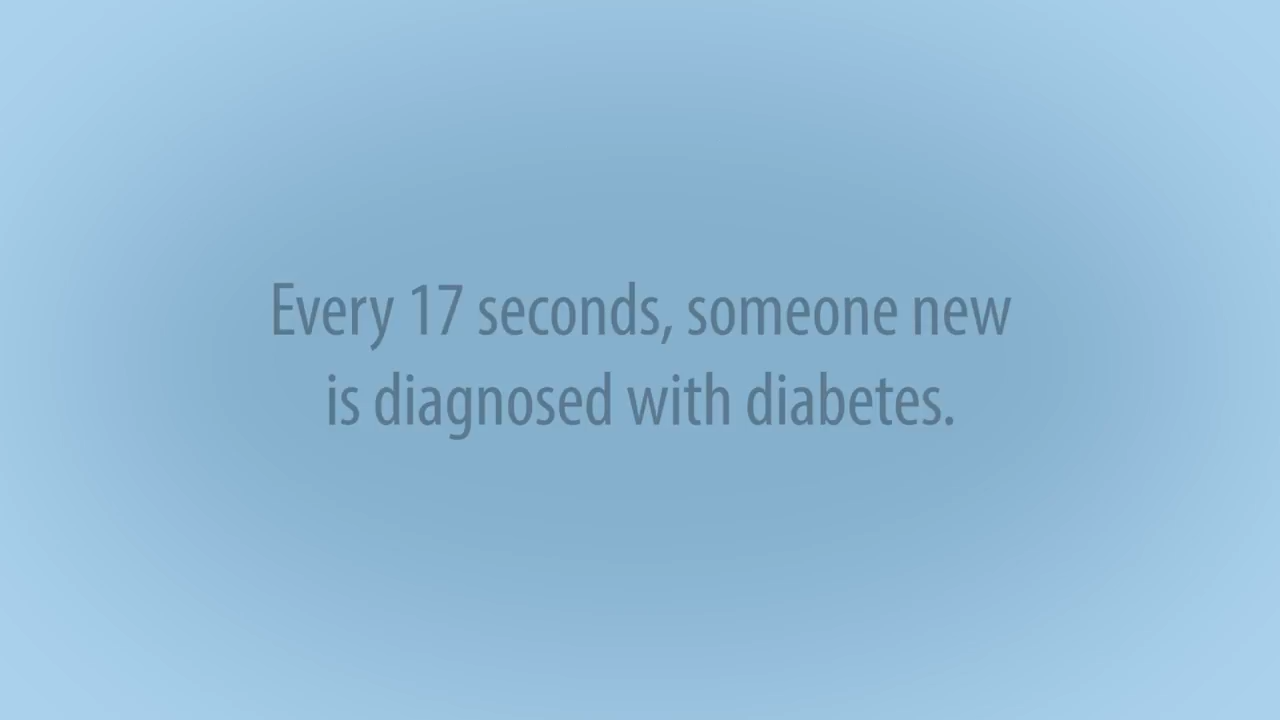 Every 17 seconds, someone new
is diagnosed with diabetes.